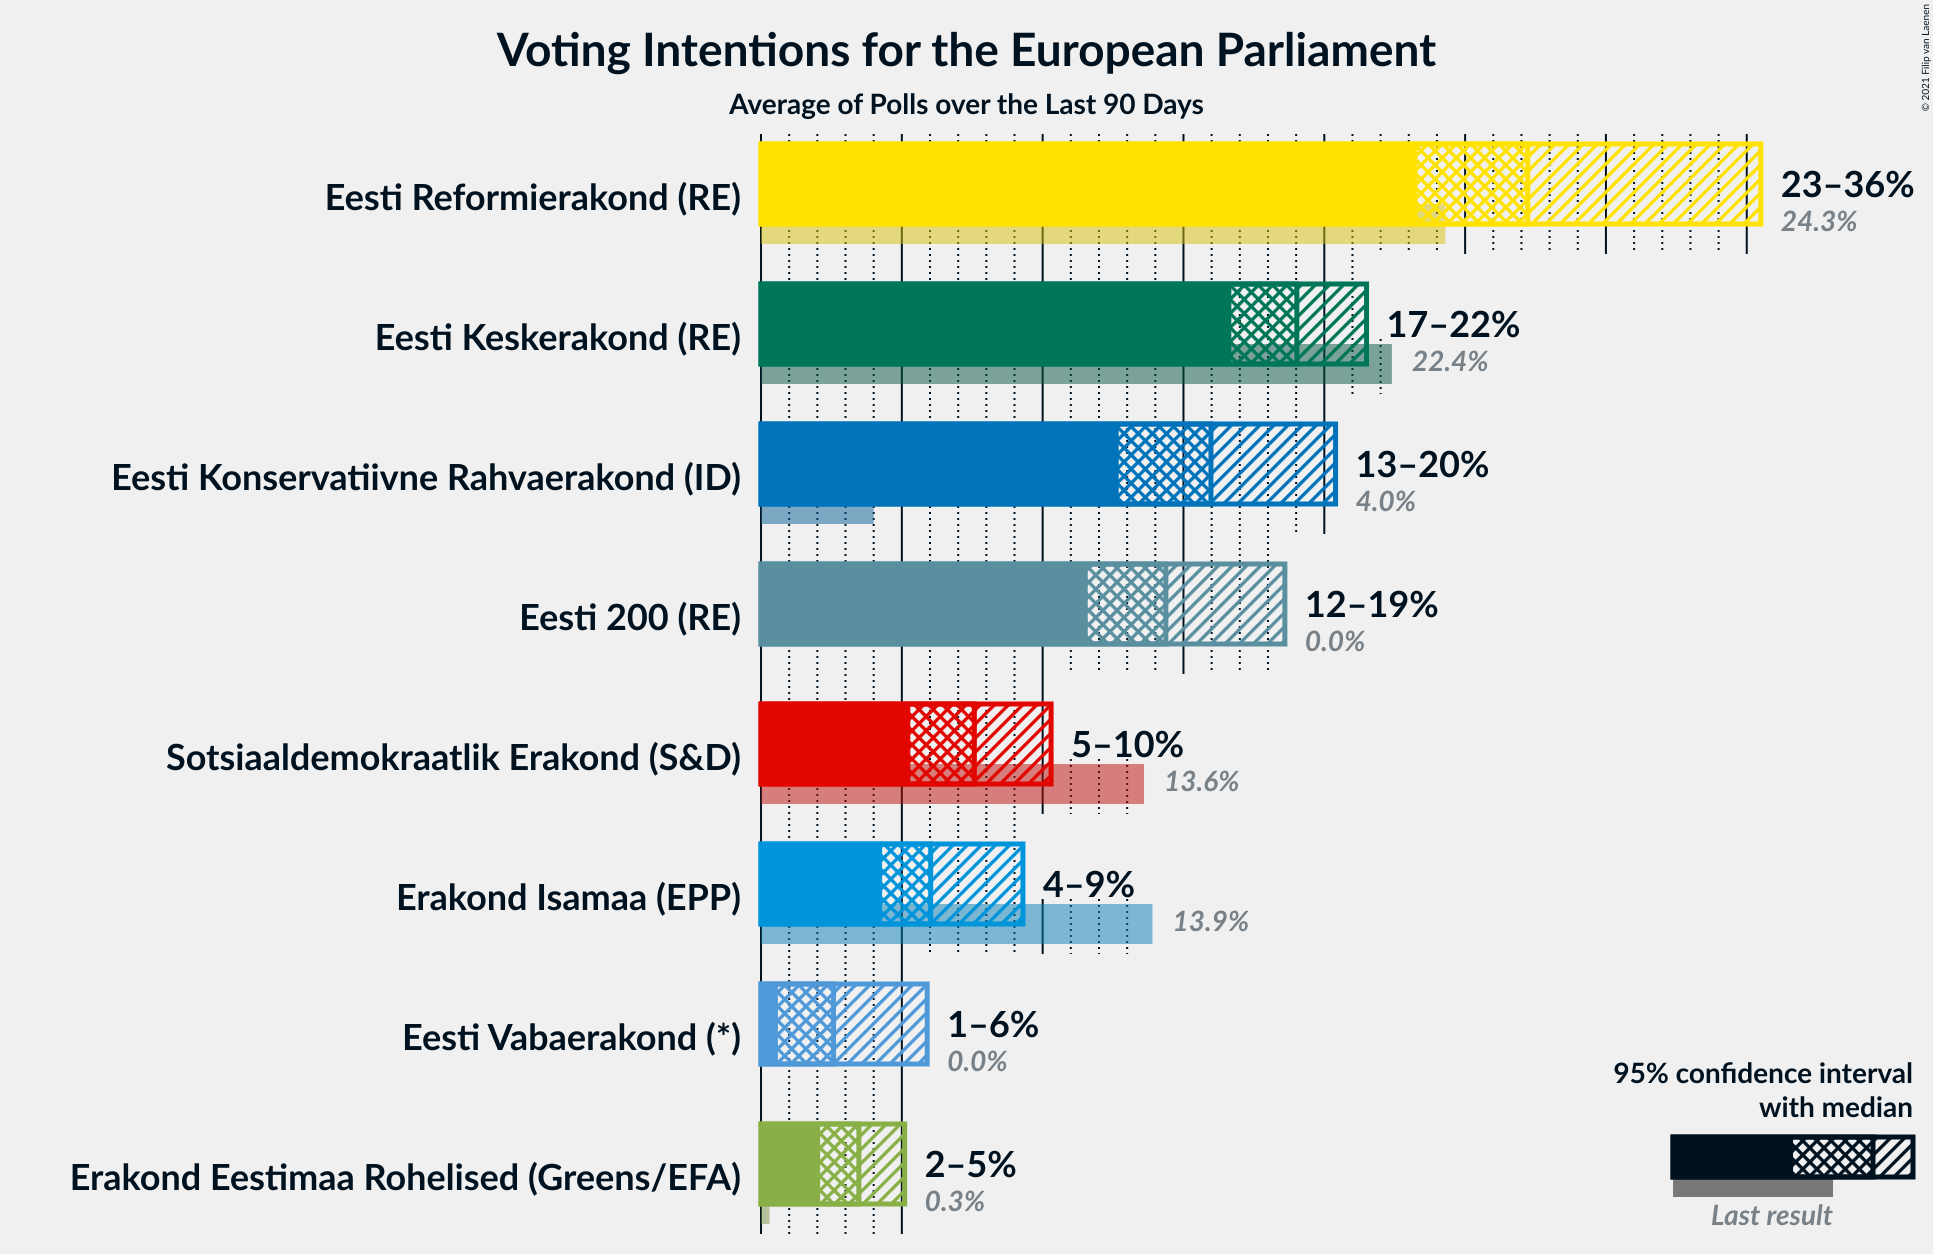 Voting Intentions for the European Parliament
Average of Polls over the Last 90 Days
© 2021 Filip van Laenen
Eesti Reformierakond (RE)
23–36%
24.3%
Eesti Keskerakond (RE)
17–22%
22.4%
Eesti Konservatiivne Rahvaerakond (ID)
13–20%
4.0%
Eesti 200 (RE)
12–19%
0.0%
Sotsiaaldemokraatlik Erakond (S&D)
5–10%
13.6%
Erakond Isamaa (EPP)
4–9%
13.9%
Eesti Vabaerakond (*)
1–6%
0.0%
Erakond Eestimaa Rohelised (Greens/EFA)
2–5%
0.3%
95% confidence interval
with median
Last result